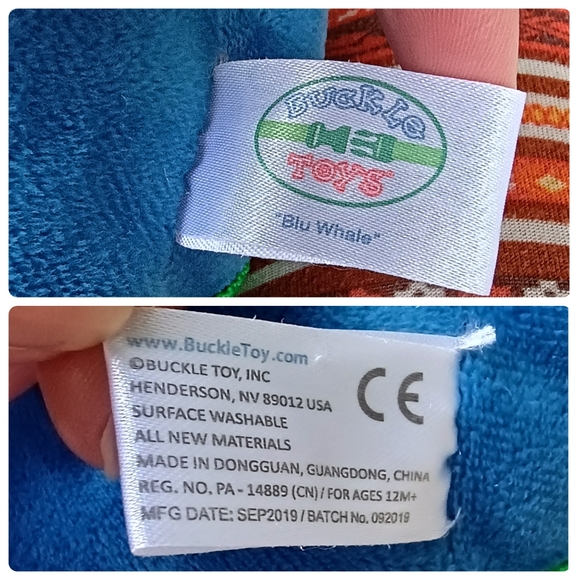 BUCKLE
TOYS
"Blu Whale"
www.BuckleToy.com
©BUCKLE TOY, INC
HENDERSON, NV 89012 USA
SURFACE WASHABLE
ALL NEW MATERIALS
MADE IN DONGGUAN, GUANGDONG, CHINA
REG. NO. PA - 14889 (CN) / FOR AGES 12M+
MFG DATE: SEP2019 / BATCH No. 092019
CE